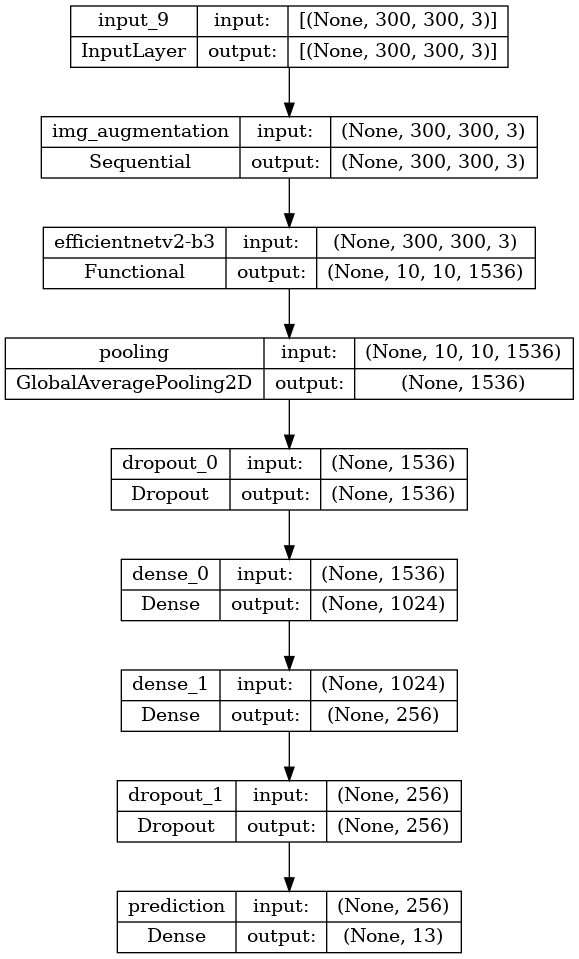 input_9 input: [(None, 300, 300, 3)]
InputLayer output: [(None, 300, 300, 3)]
img_augmentation input: (None, 300, 300, 3)
Sequential output: (None, 300, 300, 3)
efficientnetv2-b3 input: (None, 300, 300, 3)
Functional output: (None, 10, 10, 1536)
pooling input: (None, 10, 10, 1536)
GlobalAveragePooling2D output: (None, 1536)
dropout_0 input: (None, 1536)
Dropout output: (None, 1536)
dense_0 input: (None, 1536)
Dense output: (None, 1024)
dense_1 input: (None, 1024)
Dense output: (None, 256)
dropout_1 input: (None, 256)
Dropout output: (None, 256)
prediction input: (None, 256)
Dense output: (None, 13)